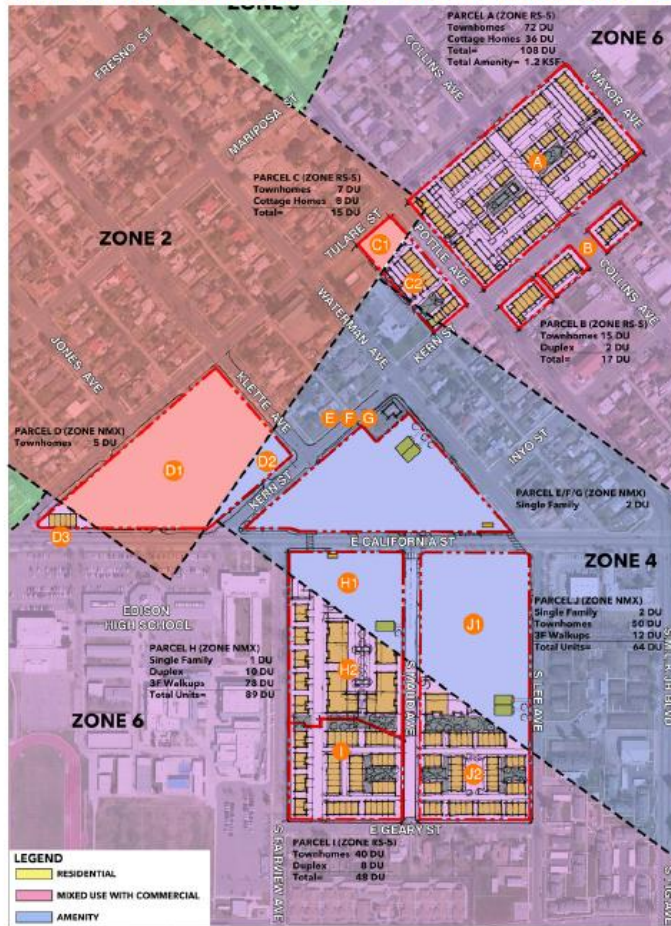 ZONE 6
PARCEL A (ZONE RS-5)
Townhomes 72 DU
Cottage Homes 36 DU
Total= 108 DU
Total Amenity= 1.2 KSF
ZONE 6
FRESNO ST
MARIPOSA ST
COLLINS AVE
MAYOR AVE
A
PARCEL C (ZONE RS-5)
Townhomes 7 DU
Cottage Homes 8 DU
Total= 15 DU
ZONE 2
TULARE ST
C1
C2
POTTLE AVE
B
COLLINS AVE
WATERMAN AVE
KERN ST
PARCEL B (ZONE RS-5)
Townhomes 15 DU
Duplex 2 DU
Total= 17 DU
JONES AVE
KLETTE AVE
E F G
PARCEL D (ZONE NMX)
Townhomes 5 DU
D1
D2
KERN ST
INYO ST
PARCEL E/F/G (ZONE NMX)
Single Family 2 DU
D3
E CALIFORNIA ST
ZONE 4
EDISON
HIGH SCHOOL
H1
J1
PARCEL J (ZONE NMX)
Single Family 2 DU
Townhomes 50 DU
3F Walkups 12 DU
Total Units= 64 DU
PARCEL H (ZONE NMX)
Single Family 1 DU
Duplex 10 DU
3F Walkups 78 DU
Total Units= 89 DU
H2
S LEE AVE
ZONE 6
I
J2
E GEARY ST
S FAIRVIEW AVE
PARCEL I (ZONE RS-5)
Townhomes 40 DU
Duplex 8 DU
Total= 48 DU
LEGEND
RESIDENTIAL
MIXED USE WITH COMMERCIAL
AMENITY